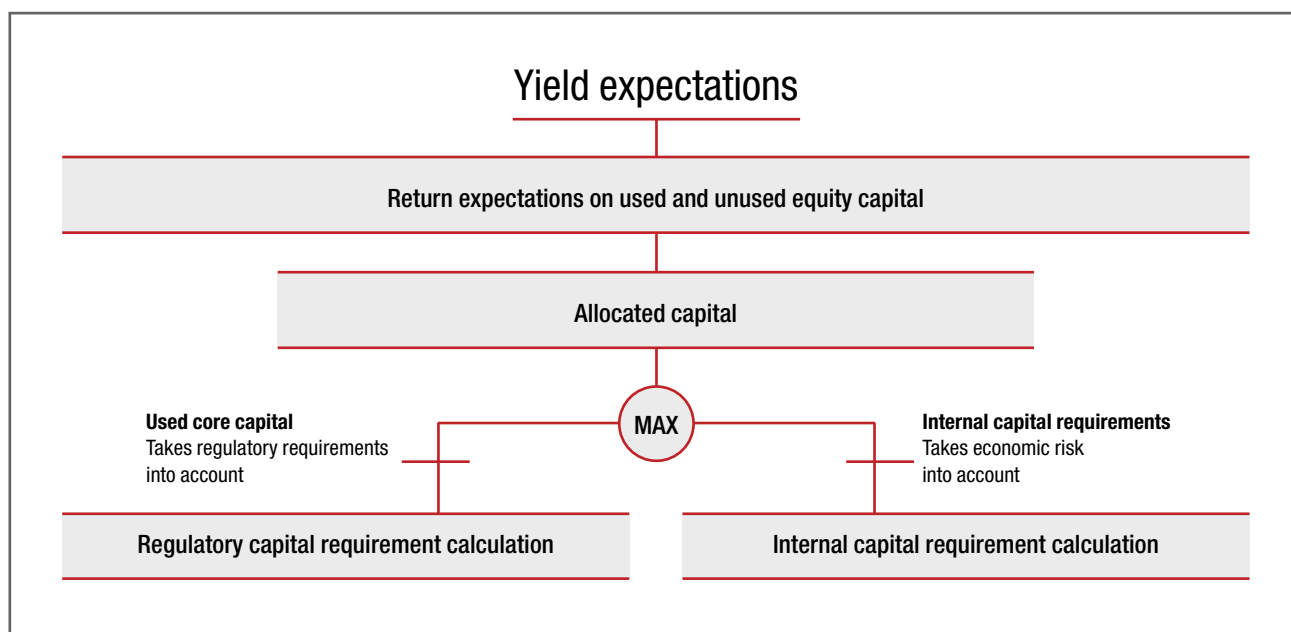 Yield expectations
Return expectations on used and unused equity capital
Allocated capital
MAX
Used core capital
Takes regulatory requirements
into account
Internal capital requirements
Takes economic risk
into account
Regulatory capital requirement calculation
Internal capital requirement calculation